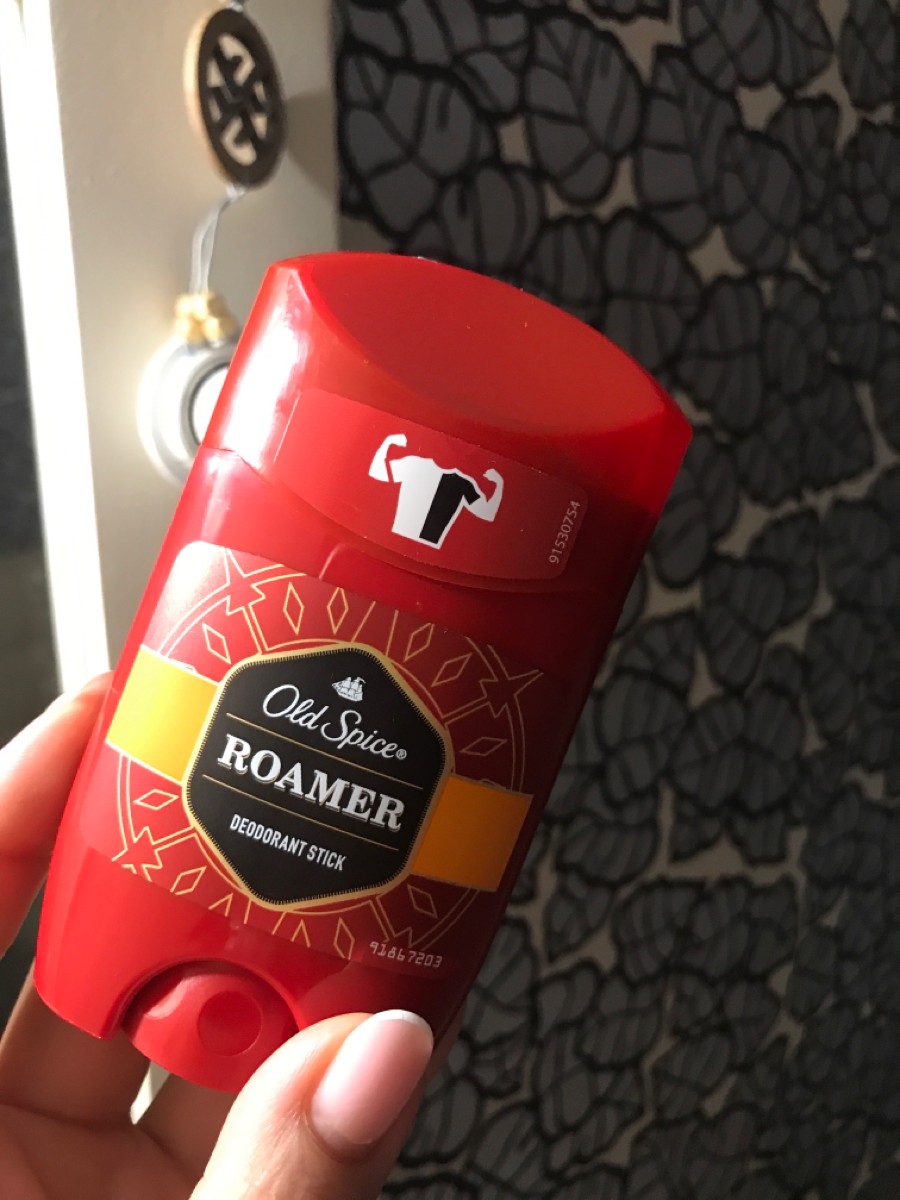 91530754
Old Spice®
ROAMER
DEODORANT STICK
91867203